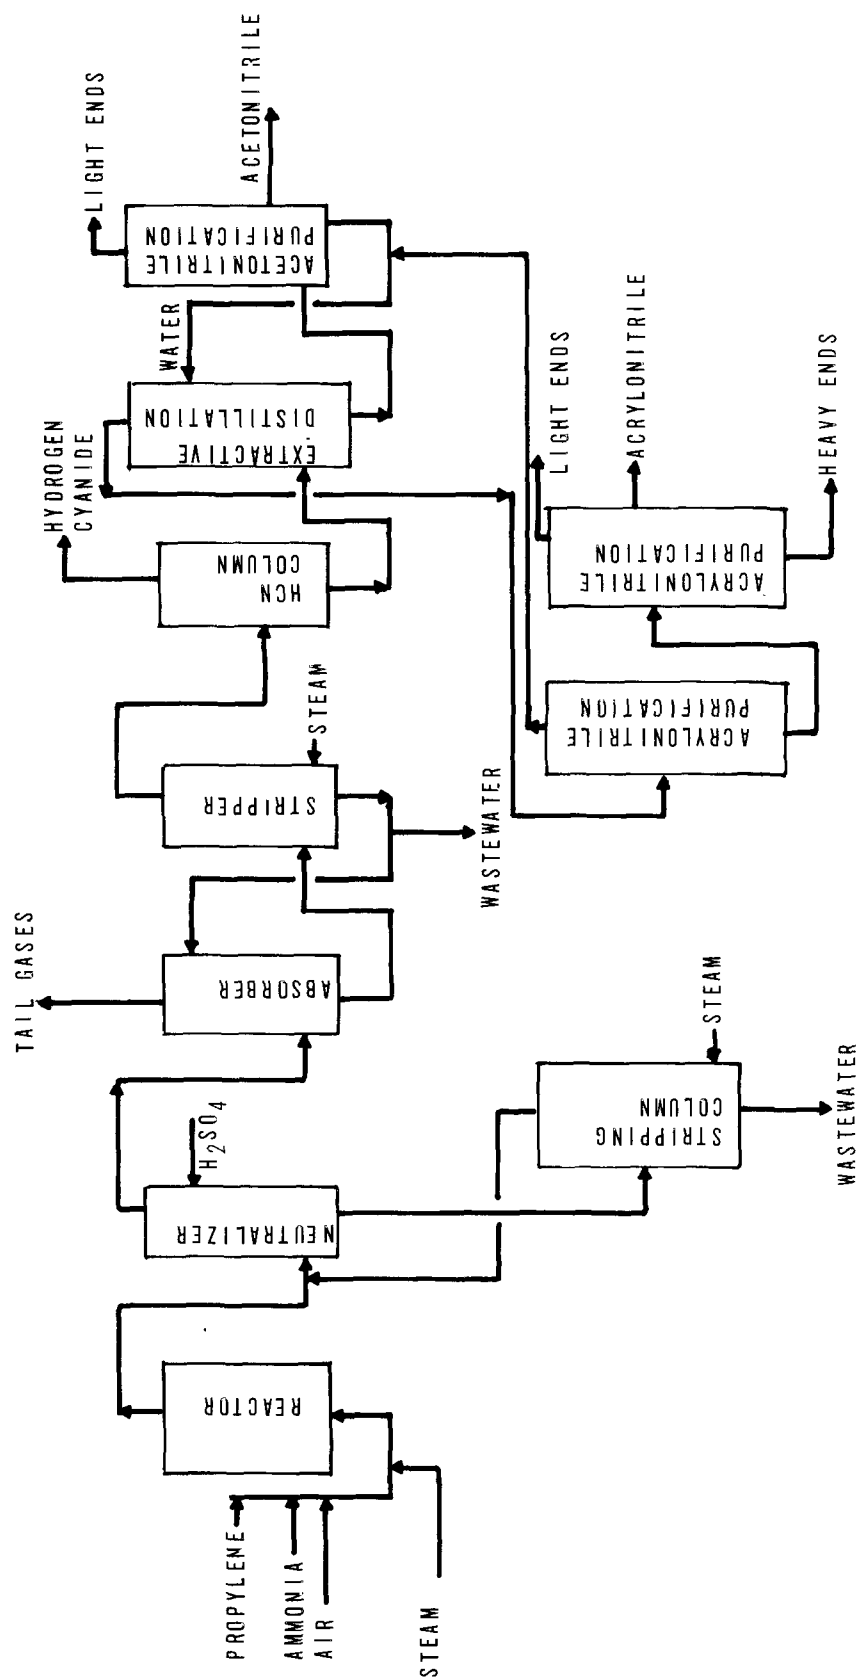 PROPYLENE
AMMONIA
AIR
STEAM
REACTOR
NEUTRALIZER
H₂SO₄
STRIPPING
COLUMN
STEAM
WASTEWATER
TAIL GASES
ABSORBER
STRIPPER
STEAM
WASTEWATER
HYDROGEN
CYANIDE
HCN
COLUMN
EXTRACTIVE
DISTILLATION
WATER
LIGHT ENDS
ACETONITRILE
PURIFICATION
ACETONITRILE
ACRYLONITRILE
PURIFICATION
ACRYLONITRILE
PURIFICATION
LIGHT ENDS
ACRYLONITRILE
HEAVY ENDS